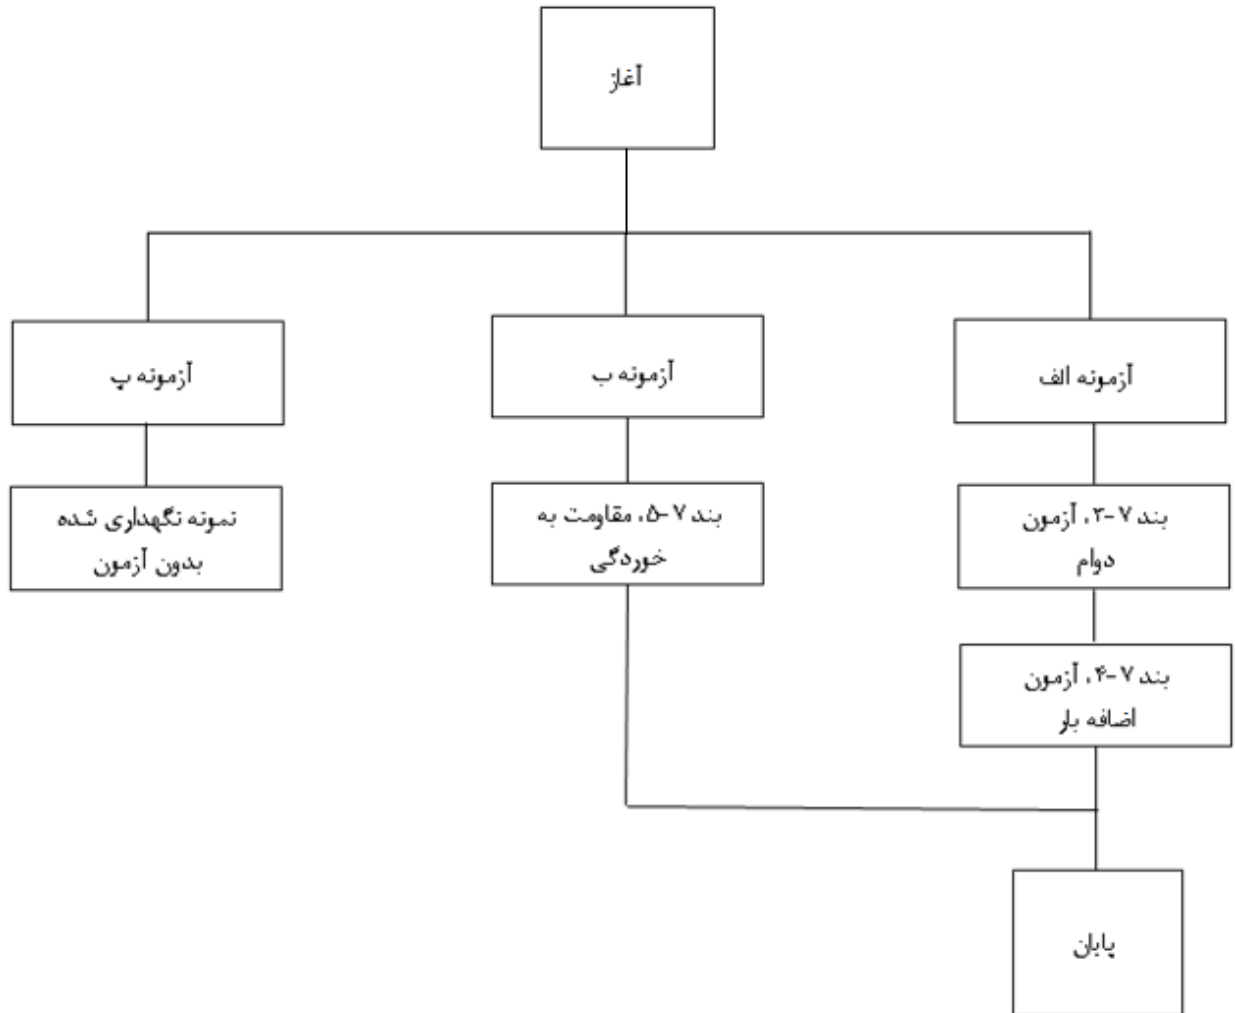 آغاز
آزمونه الف
آزمونه ب
آزمونه پ
بند ۷-۳، آزمون
دوام
بند ۷-۵، مقاومت به
خوردگی
نمونه نگهداری شده
بدون آزمون
بند ۷-۴، آزمون
اضافه بار
پایان